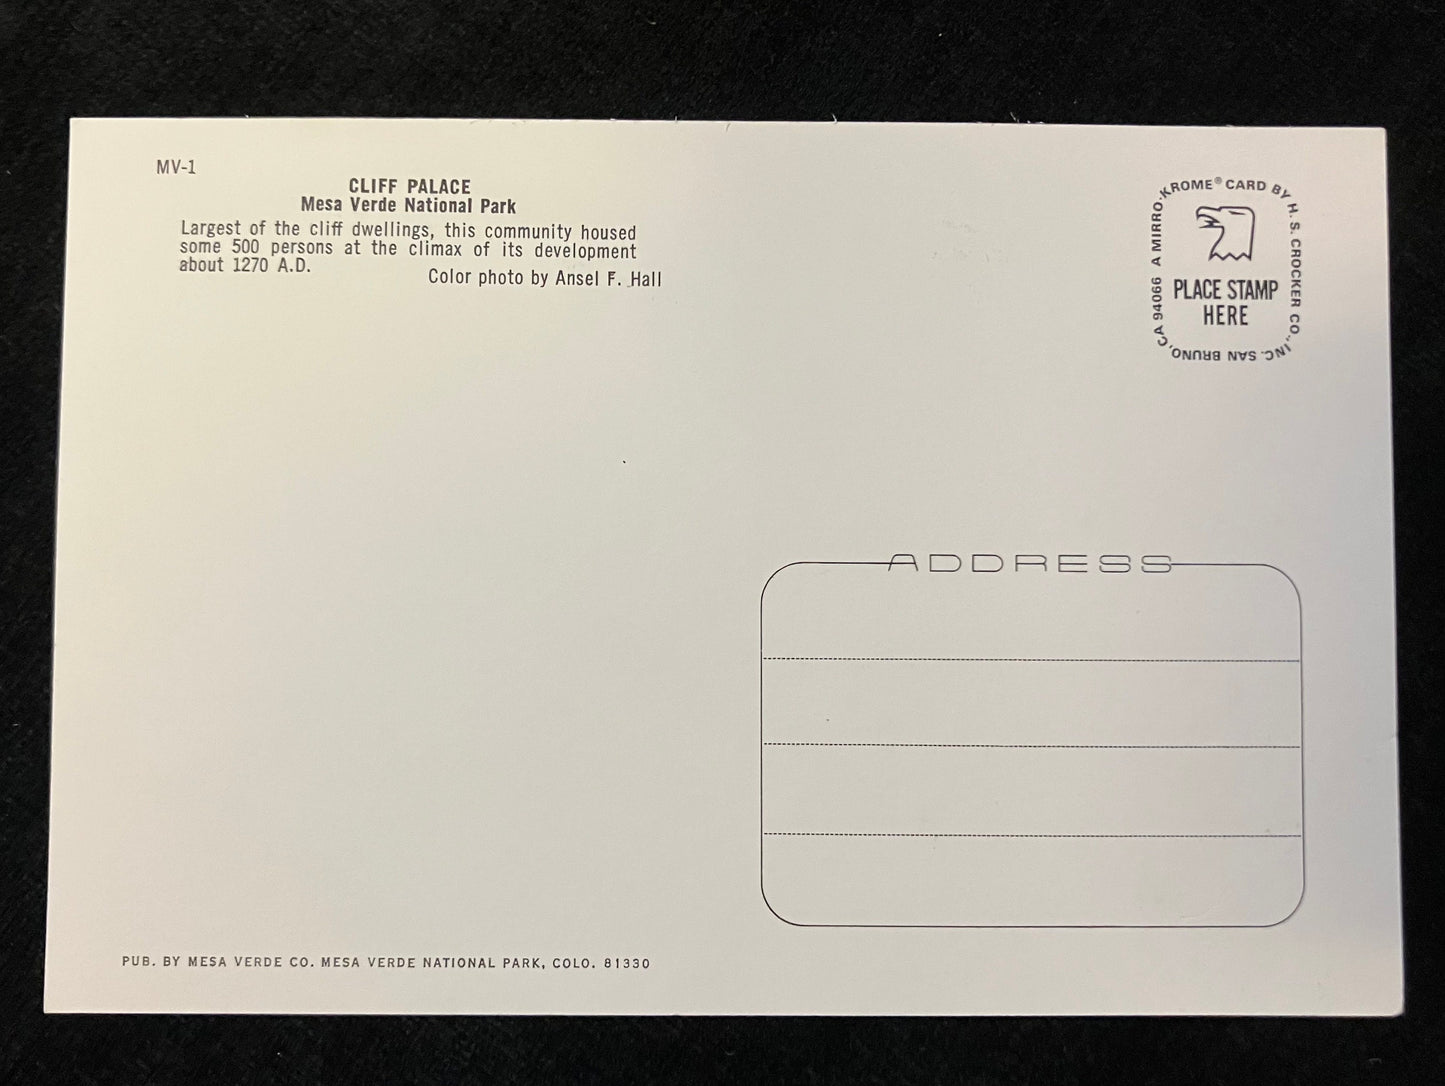 MV-1
CLIFF PALACE
Mesa Verde National Park
Largest of the cliff dwellings, this community housed
some 500 persons at the climax of its development
about 1270 A.D.
Color photo by Ansel F. Hall
A MIRRO-KROME® CARD BY H. S. CROCKER CO., INC. SAN BRUNO, CA 94066
PLACE STAMP
HERE
ADDRESS
PUB. BY MESA VERDE CO. MESA VERDE NATIONAL PARK, COLO. 81330